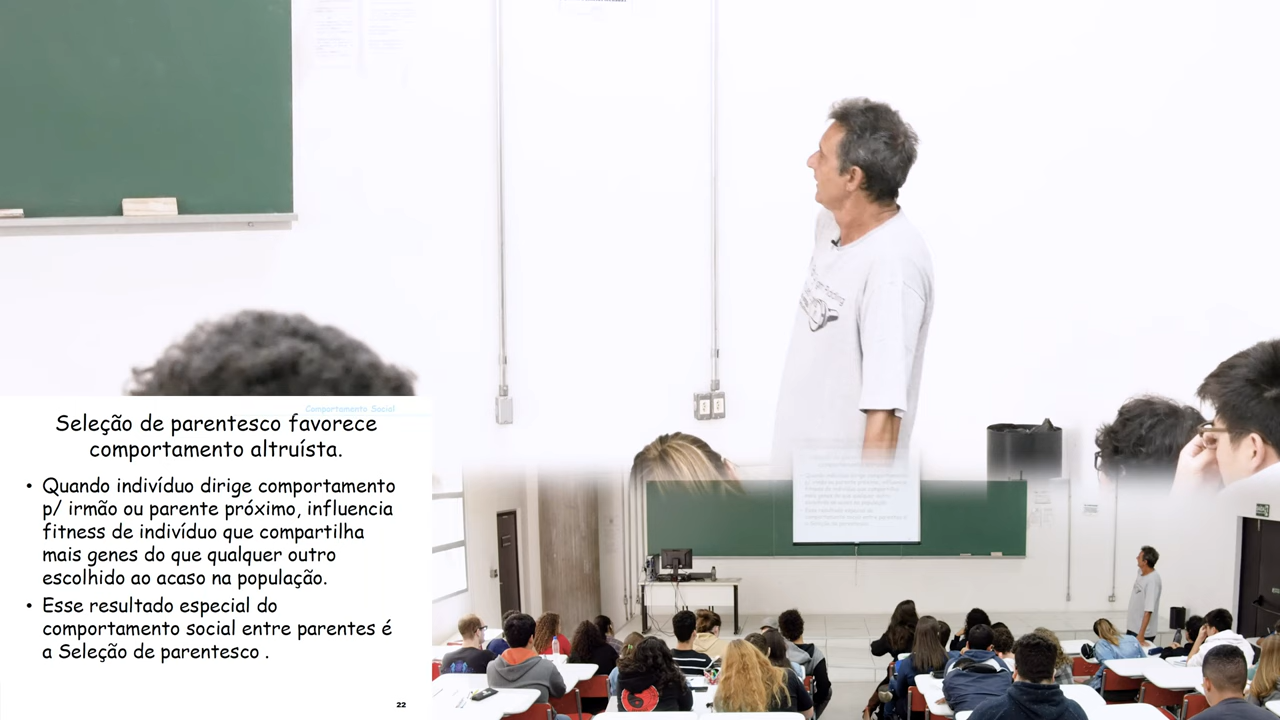 Comportamento Social
Seleção de parentesco favorece
comportamento altruísta.
• Quando indivíduo dirige comportamento
p/ irmão ou parente próximo, influencia
fitness de indivíduo que compartilha
mais genes do que qualquer outro
escolhido ao acaso na população.
• Esse resultado especial do
comportamento social entre parentes é
a Seleção de parentesco .
22